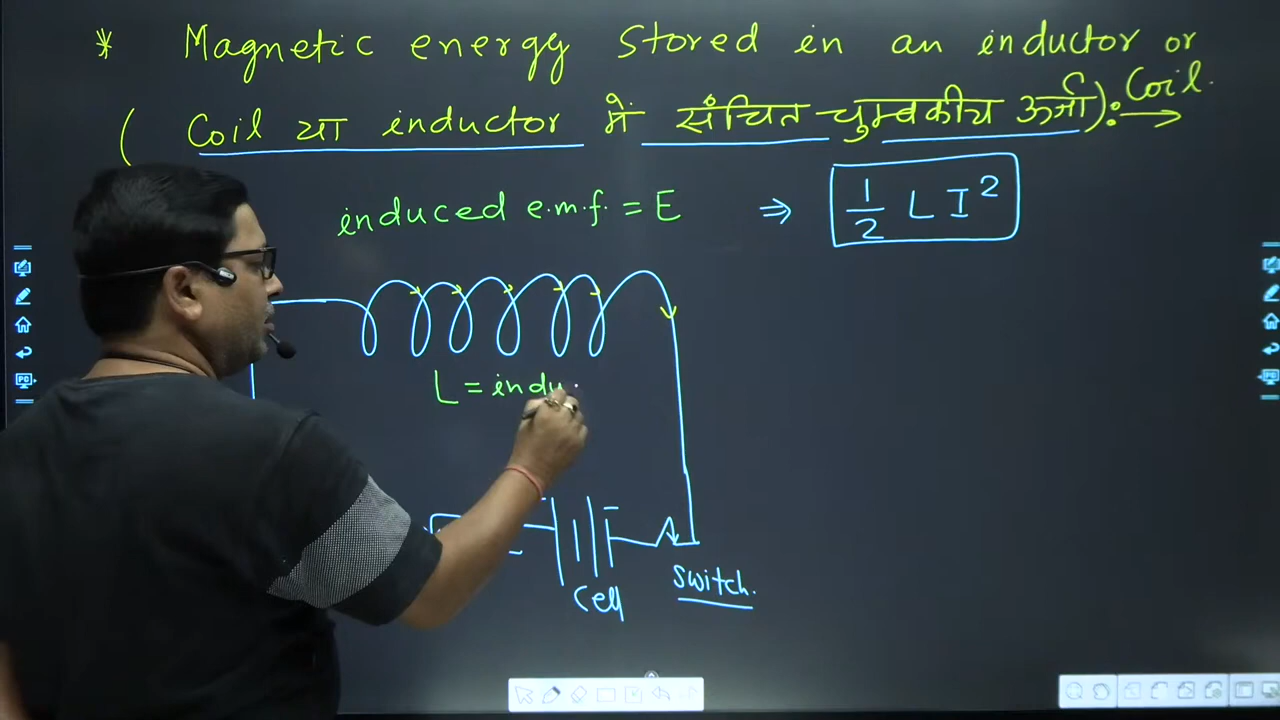 * Magnetic energy stored in an inductor or
Coil.
( Coil या inductor में संचित चुम्बकीय ऊर्जा):→
induced e.m.f. = E ⇒ 1/2 L I²
L = indu
Cell
Switch.